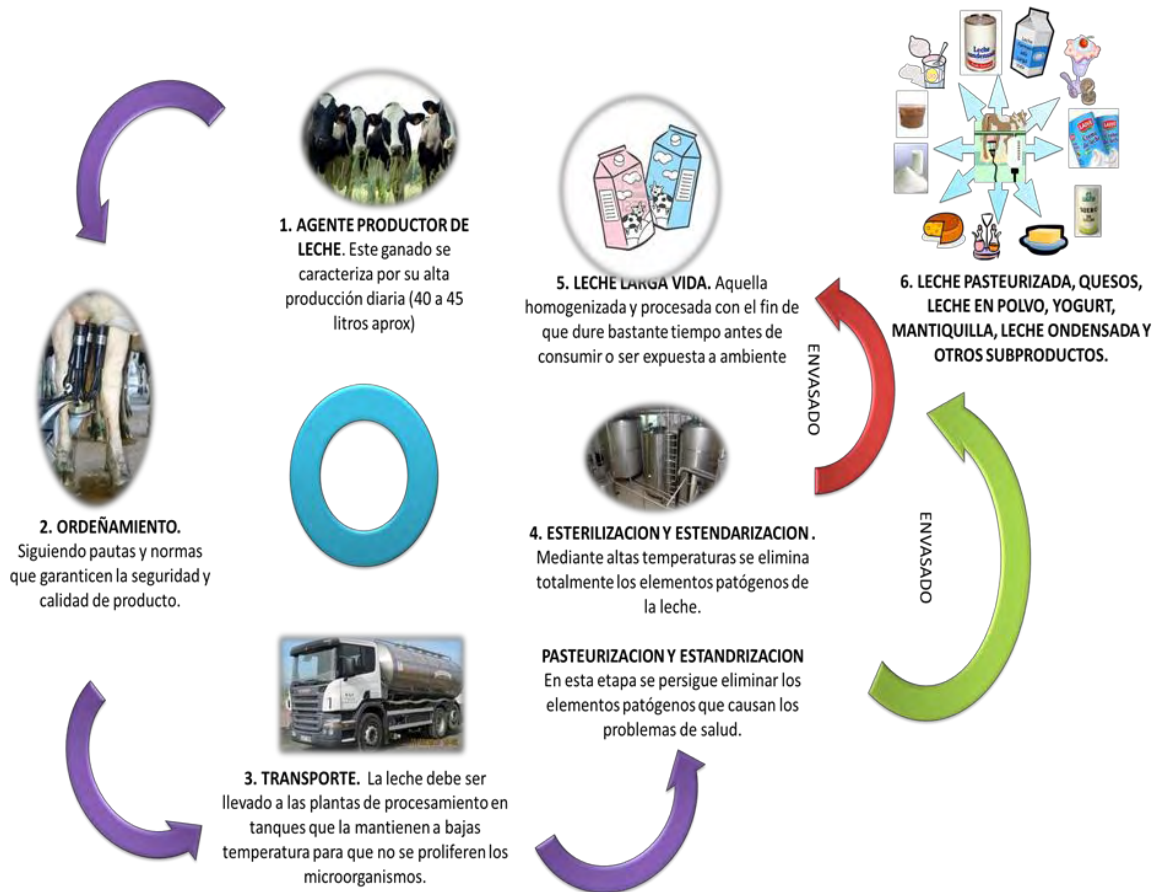 1. AGENTE PRODUCTOR DE
LECHE. Este ganado se
caracteriza por su alta
producción diaria (40 a 45
litros aprox)
2. ORDEÑAMIENTO.
Siguiendo pautas y normas
que garanticen la seguridad y
calidad de producto.
3. TRANSPORTE. La leche debe ser
llevado a las plantas de procesamiento en
tanques que la mantienen a bajas
temperatura para que no se proliferen los
microorganismos.
4. ESTERILIZACION Y ESTENDARIZACION .
Mediante altas temperaturas se elimina
totalmente los elementos patógenos de
la leche.
PASTEURIZACION Y ESTANDRIZACION
En esta etapa se persigue eliminar los
elementos patógenos que causan los
problemas de salud.
5. LECHE LARGA VIDA. Aquella
homogenizada y procesada con el fin de
que dure bastante tiempo antes de
consumir o ser expuesta a ambiente
ENVASADO
ENVASADO
Leche
condensada
6. LECHE PASTEURIZADA, QUESOS,
LECHE EN POLVO, YOGURT,
MANTIQUILLA, LECHE ONDENSADA Y
OTROS SUBPRODUCTOS.